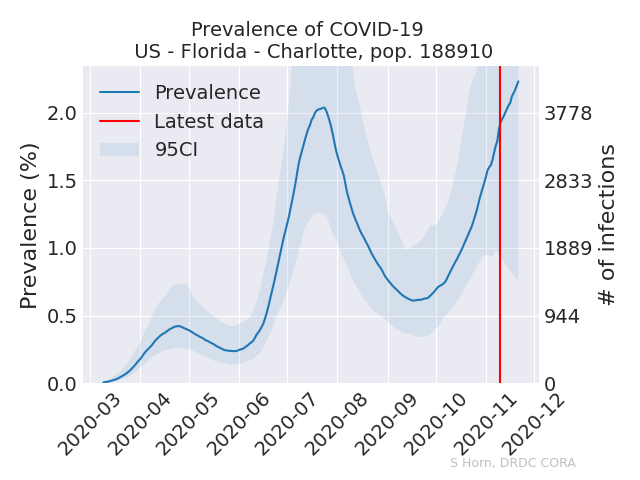 Prevalence of COVID-19
US - Florida - Charlotte, pop. 188910
Prevalence
Latest data
95CI
Prevalence (%)
2.0
1.5
1.0
0.5
0.0
3778
2833
1889
944
0
# of infections
2020-03
2020-04
2020-05
2020-06
2020-07
2020-08
2020-09
2020-10
2020-11
2020-12
S Horn, DRDC CORA